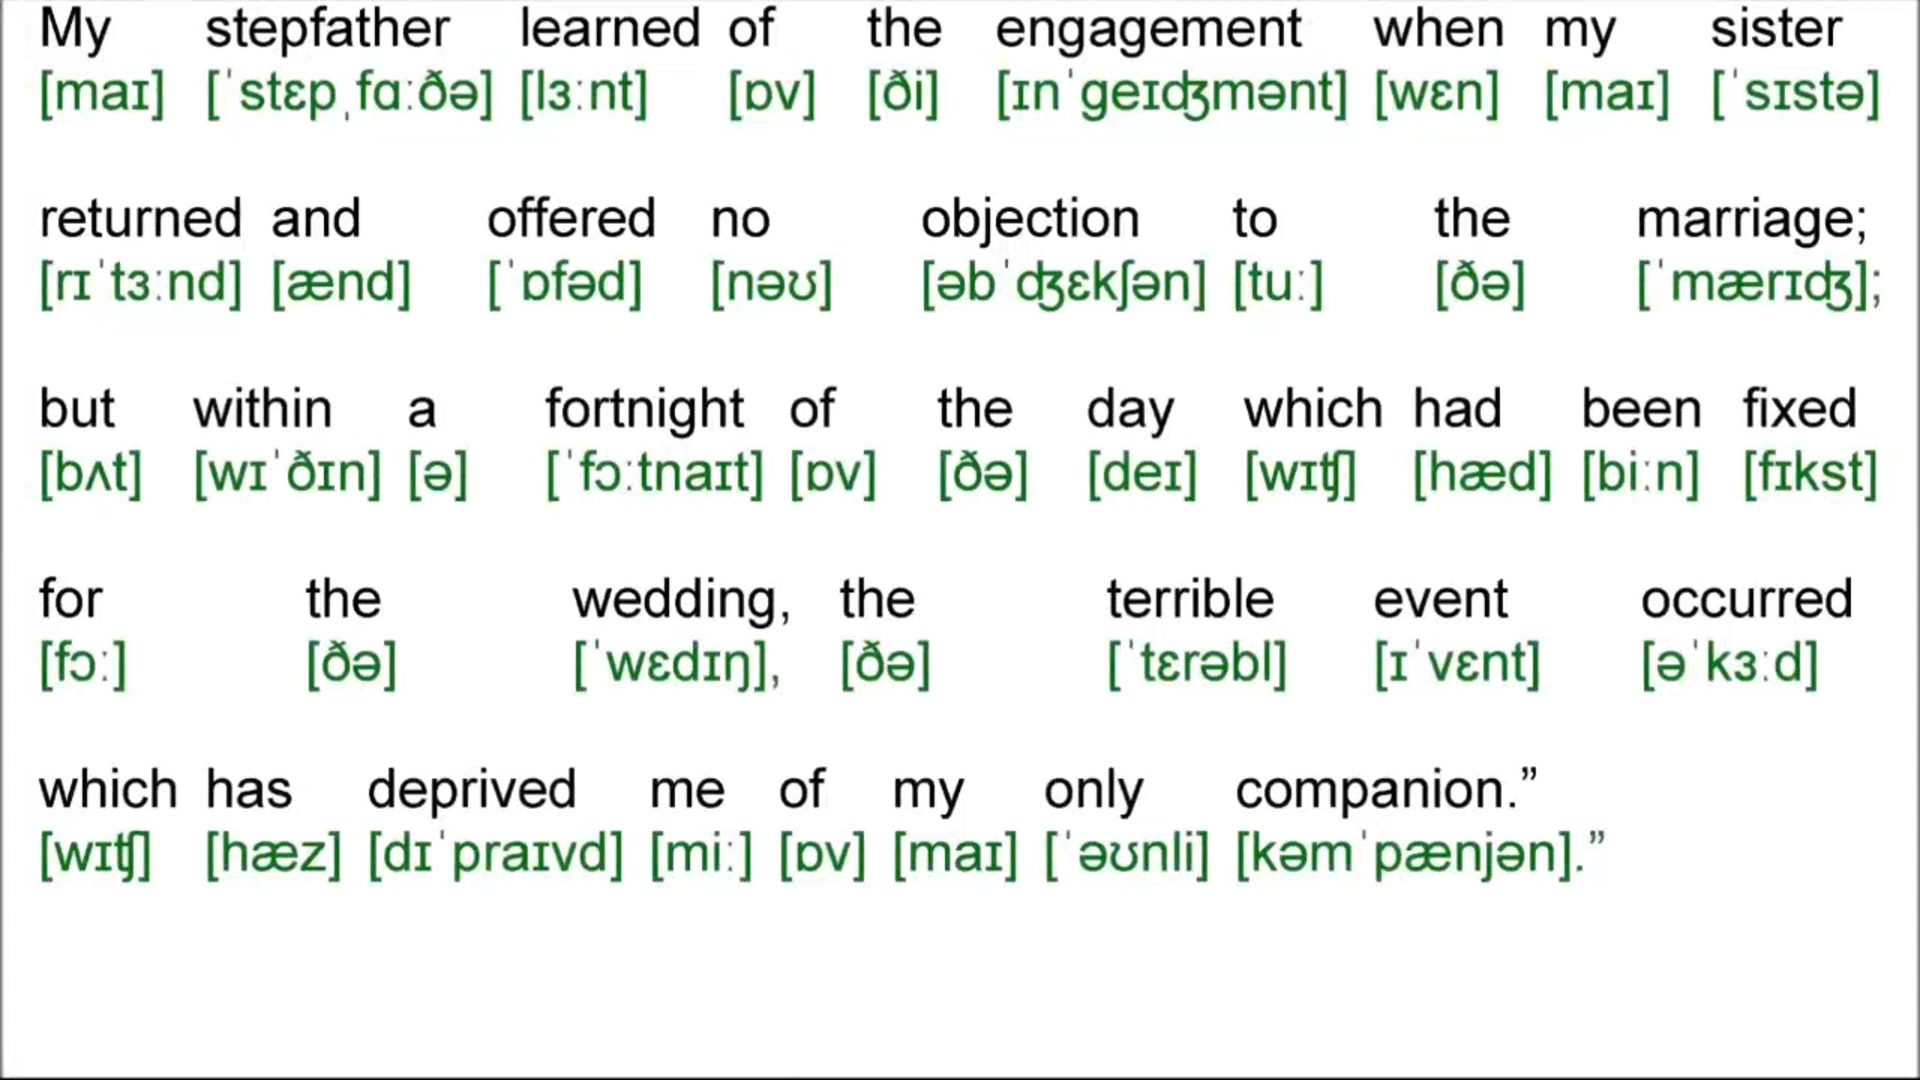 My stepfather learned of the engagement when my sister
[maɪ] [ˈstɛpˌfɑːðə] [lɜːnt] [ɒv] [ði] [ɪnˈgeɪʤmənt] [wɛn] [maɪ] [ˈsɪstə]
returned and offered no objection to the marriage;
[rɪˈtɜːnd] [ænd] [ˈɒfəd] [nəʊ] [əbˈʤɛkʃən] [tuː] [ðə] [ˈmærɪʤ];
but within a fortnight of the day which had been fixed
[bʌt] [wɪˈðɪn] [ə] [ˈfɔːtnaɪt] [ɒv] [ðə] [deɪ] [wɪʧ] [hæd] [biːn] [fɪkst]
for the wedding, the terrible event occurred
[fɔː] [ðə] [ˈwɛdɪŋ], [ðə] [ˈtɛrəbl] [ɪˈvɛnt] [əˈkɜːd]
which has deprived me of my only companion.”
[wɪʧ] [hæz] [dɪˈpraɪvd] [miː] [ɒv] [maɪ] [ˈəʊnli] [kəmˈpænjən].”